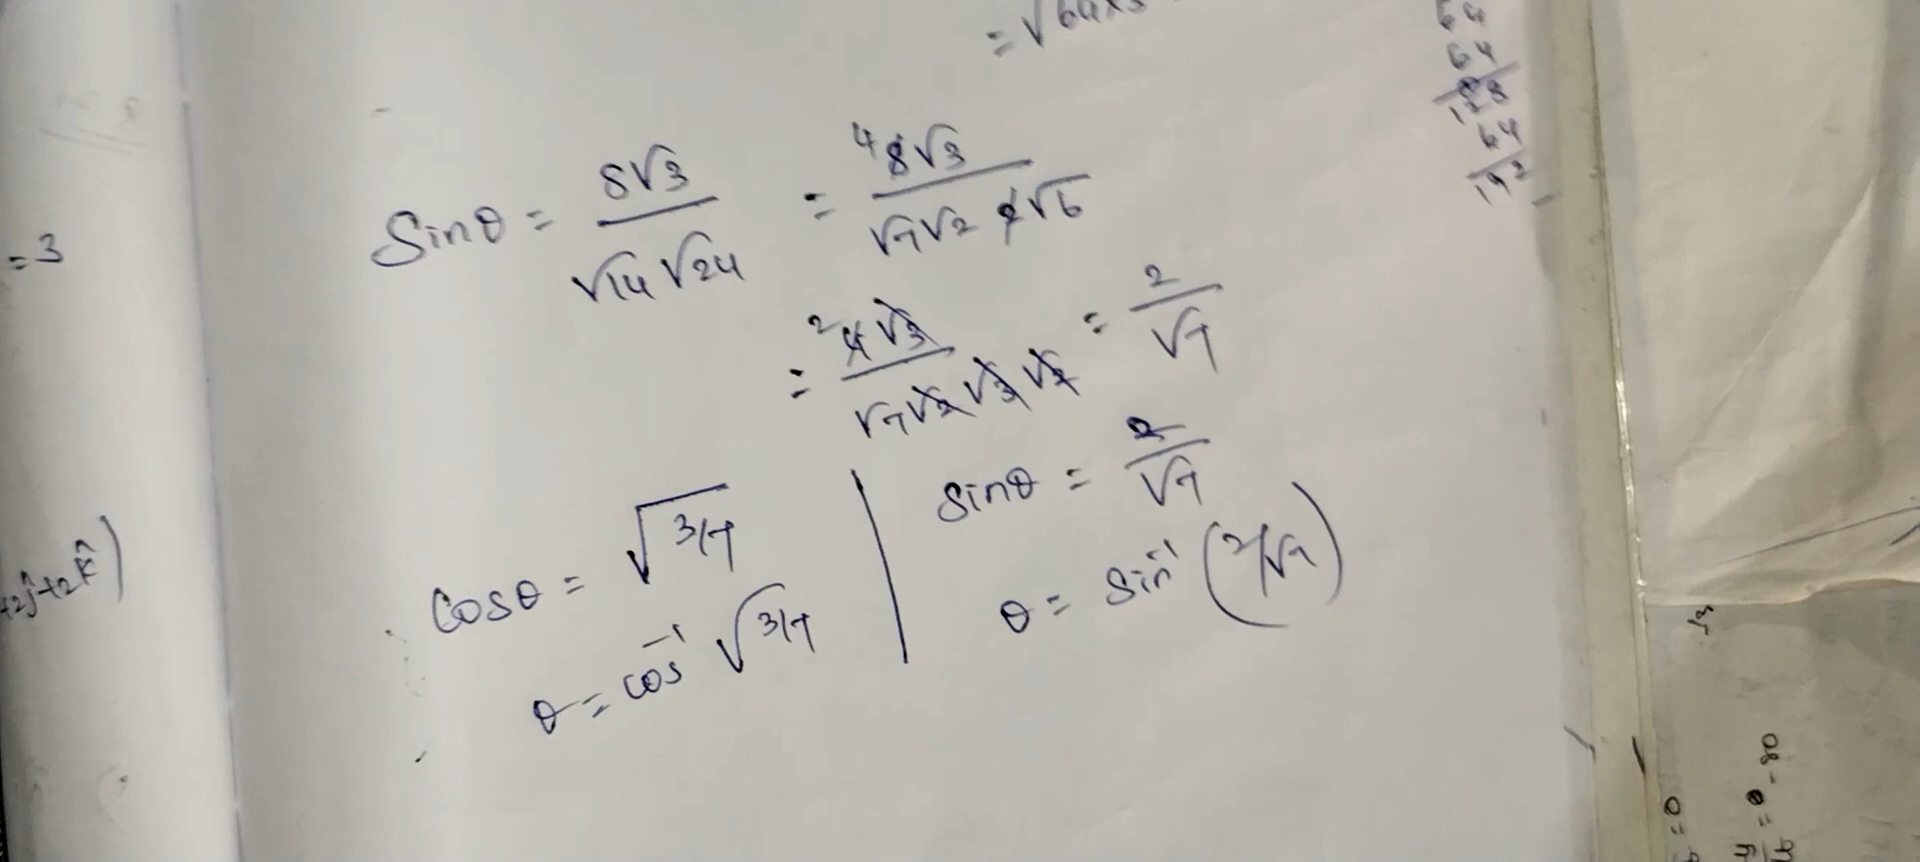 = √64×3
64
64
128
64
192
Sinθ = 8√3 / √14 √24 = 4 8√3 / √7√2 2√6
= 3
= 2 4√3 / √7√2√3√2 = 2/√7
Cosθ = √3/7 | Sinθ = 2/√7
θ = cos⁻¹ √3/7 | θ = Sin⁻¹ (2/√7)
+2ĵ+2k̂)
= 0